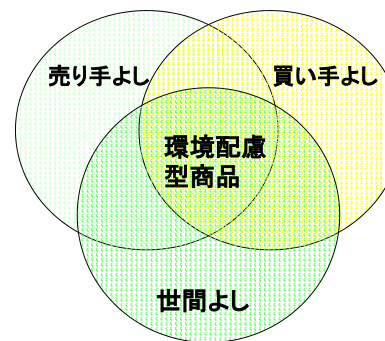 売り手よし
買い手よし
環境配慮
型商品
世間よし